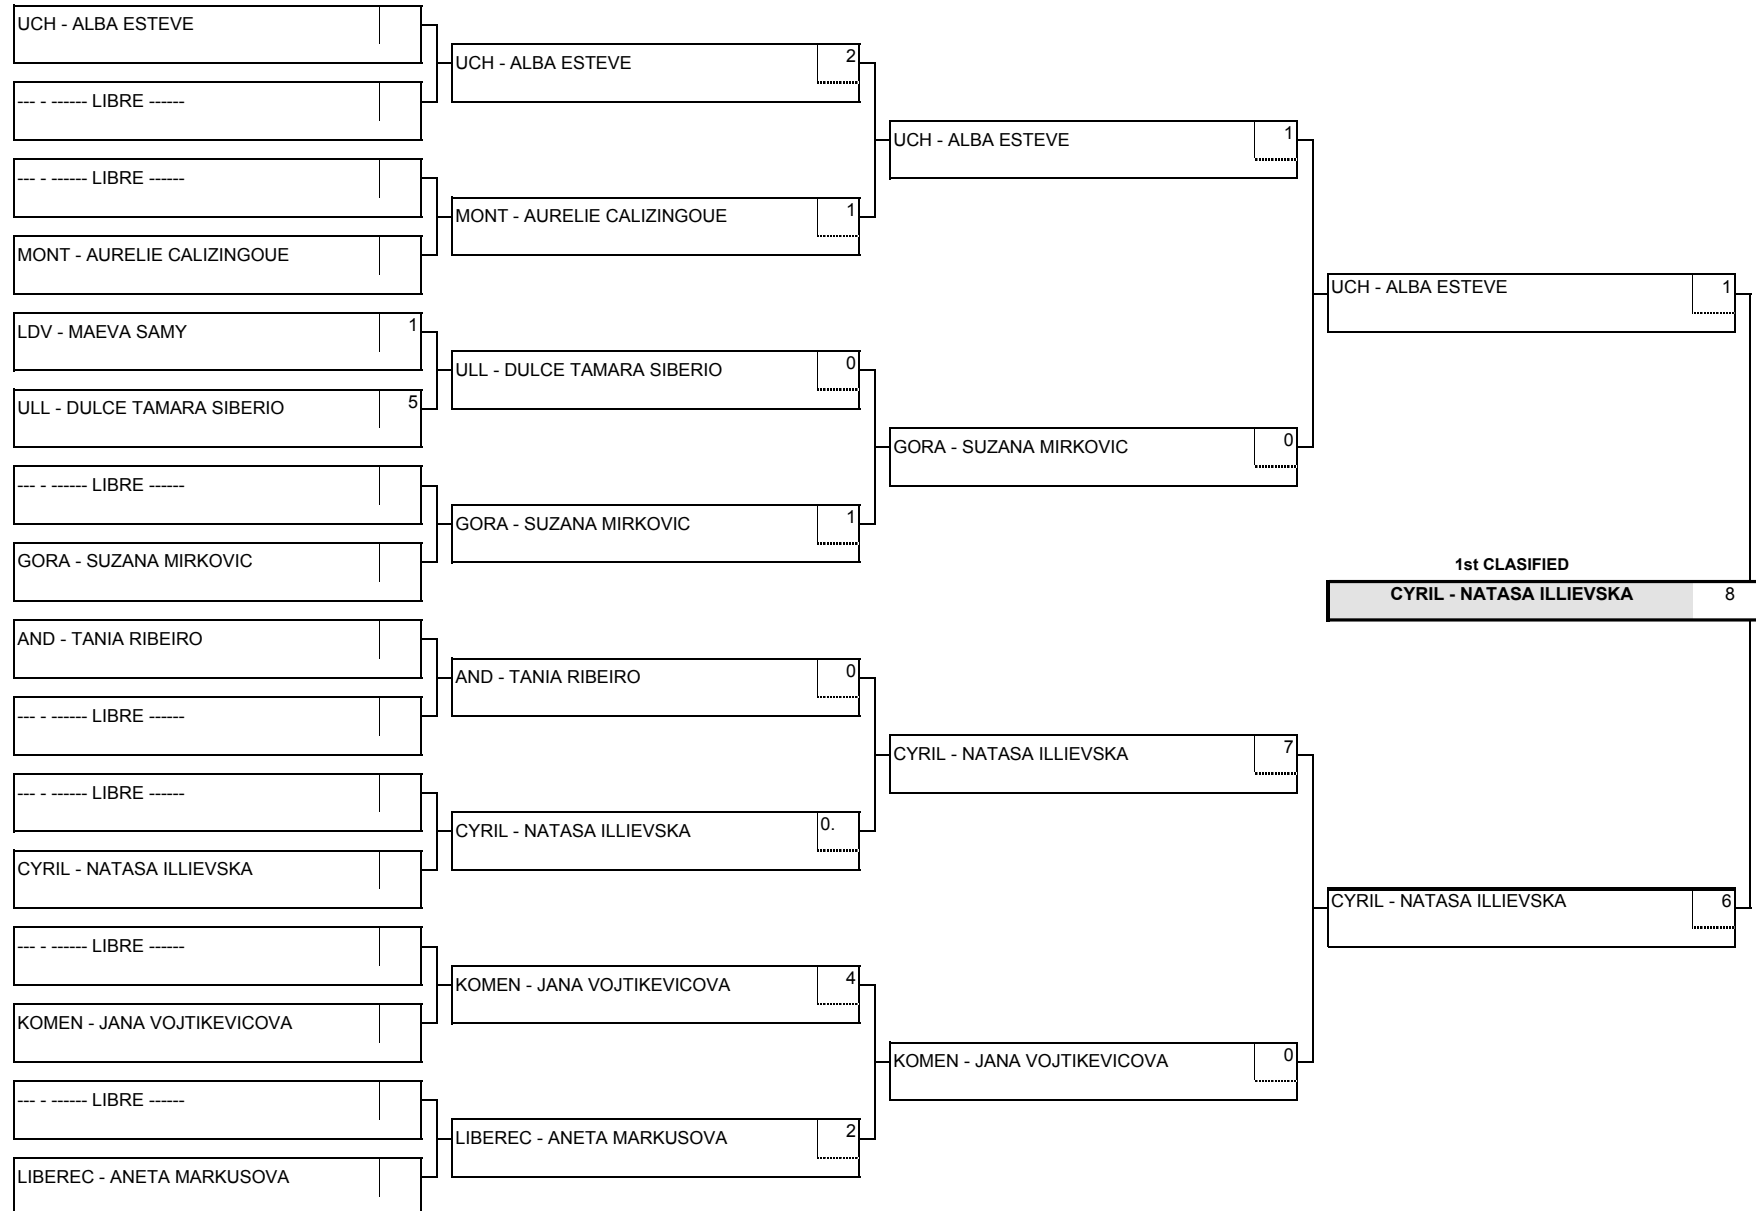 UCH - ALBA ESTEVE
--- - ------ LIBRE ------
--- - ------ LIBRE ------
MONT - AURELIE CALIZINGOUE
LDV - MAEVA SAMY 1
ULL - DULCE TAMARA SIBERIO 5
--- - ------ LIBRE ------
GORA - SUZANA MIRKOVIC
AND - TANIA RIBEIRO
--- - ------ LIBRE ------
--- - ------ LIBRE ------
CYRIL - NATASA ILLIEVSKA
--- - ------ LIBRE ------
KOMEN - JANA VOJTIKEVICOVA
--- - ------ LIBRE ------
LIBEREC - ANETA MARKUSOVA
UCH - ALBA ESTEVE 2
MONT - AURELIE CALIZINGOUE 1
ULL - DULCE TAMARA SIBERIO 0
GORA - SUZANA MIRKOVIC 1
AND - TANIA RIBEIRO 0
CYRIL - NATASA ILLIEVSKA 0.
KOMEN - JANA VOJTIKEVICOVA 4
LIBEREC - ANETA MARKUSOVA 2
UCH - ALBA ESTEVE 1
GORA - SUZANA MIRKOVIC 0
CYRIL - NATASA ILLIEVSKA 7
KOMEN - JANA VOJTIKEVICOVA 0
UCH - ALBA ESTEVE 1
1st CLASIFIED
CYRIL - NATASA ILLIEVSKA 8
CYRIL - NATASA ILLIEVSKA 6